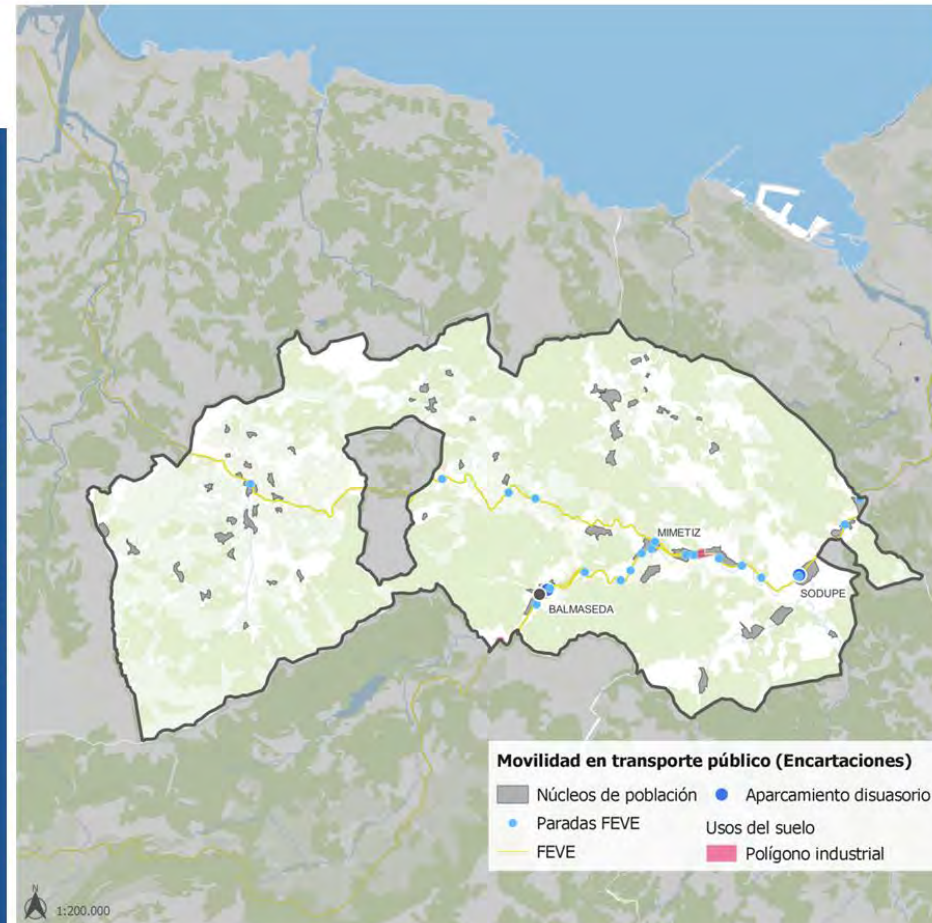 MIMETIZ
SODUPE
BALMASEDA
Movilidad en transporte público (Encartaciones)
Núcleos de población
Aparcamiento disuasorio
Paradas FEVE
Usos del suelo
FEVE
Polígono industrial
N
1:200.000